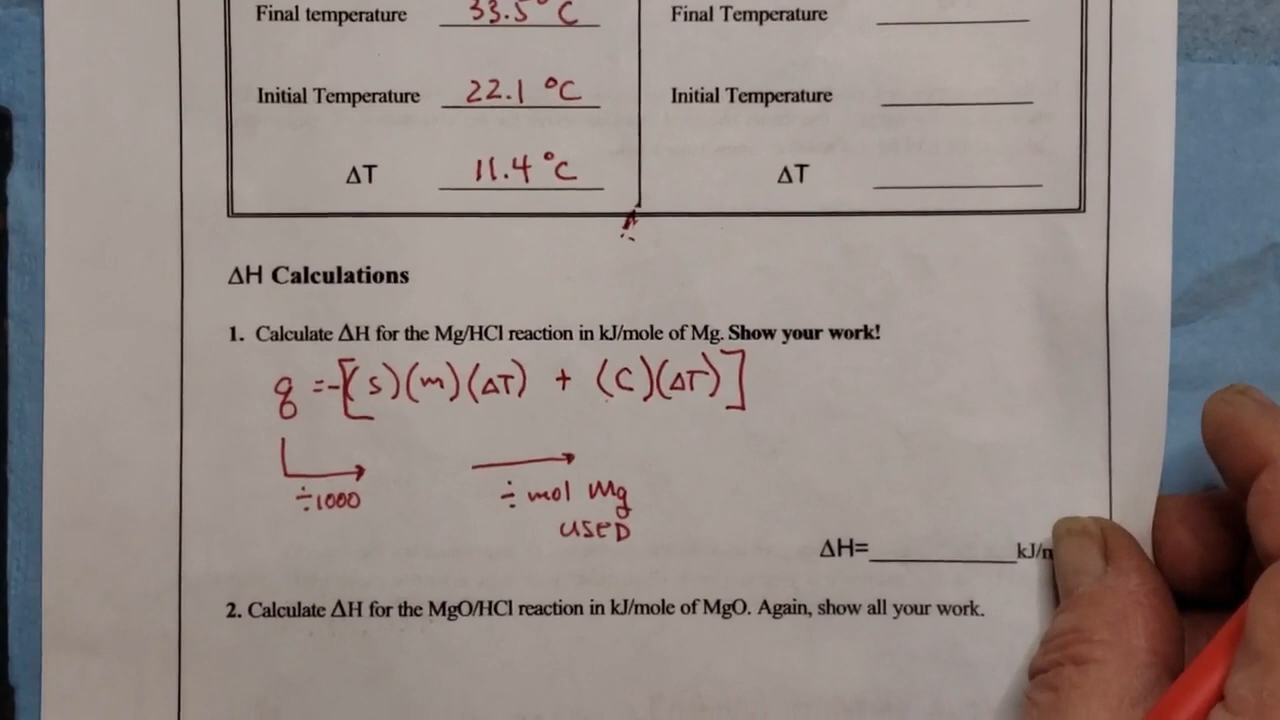 Final temperature 33.5°C Final Temperature
Initial Temperature 22.1 °C Initial Temperature
ΔT 11.4 °C ΔT
ΔH Calculations
1. Calculate ΔH for the Mg/HCl reaction in kJ/mole of Mg. Show your work!
q = -[(s)(m)(ΔT) + (C)(ΔT)]
÷1000 ÷ mol Mg
USED
ΔH= kJ/
2. Calculate ΔH for the MgO/HCl reaction in kJ/mole of MgO. Again, show all your work.